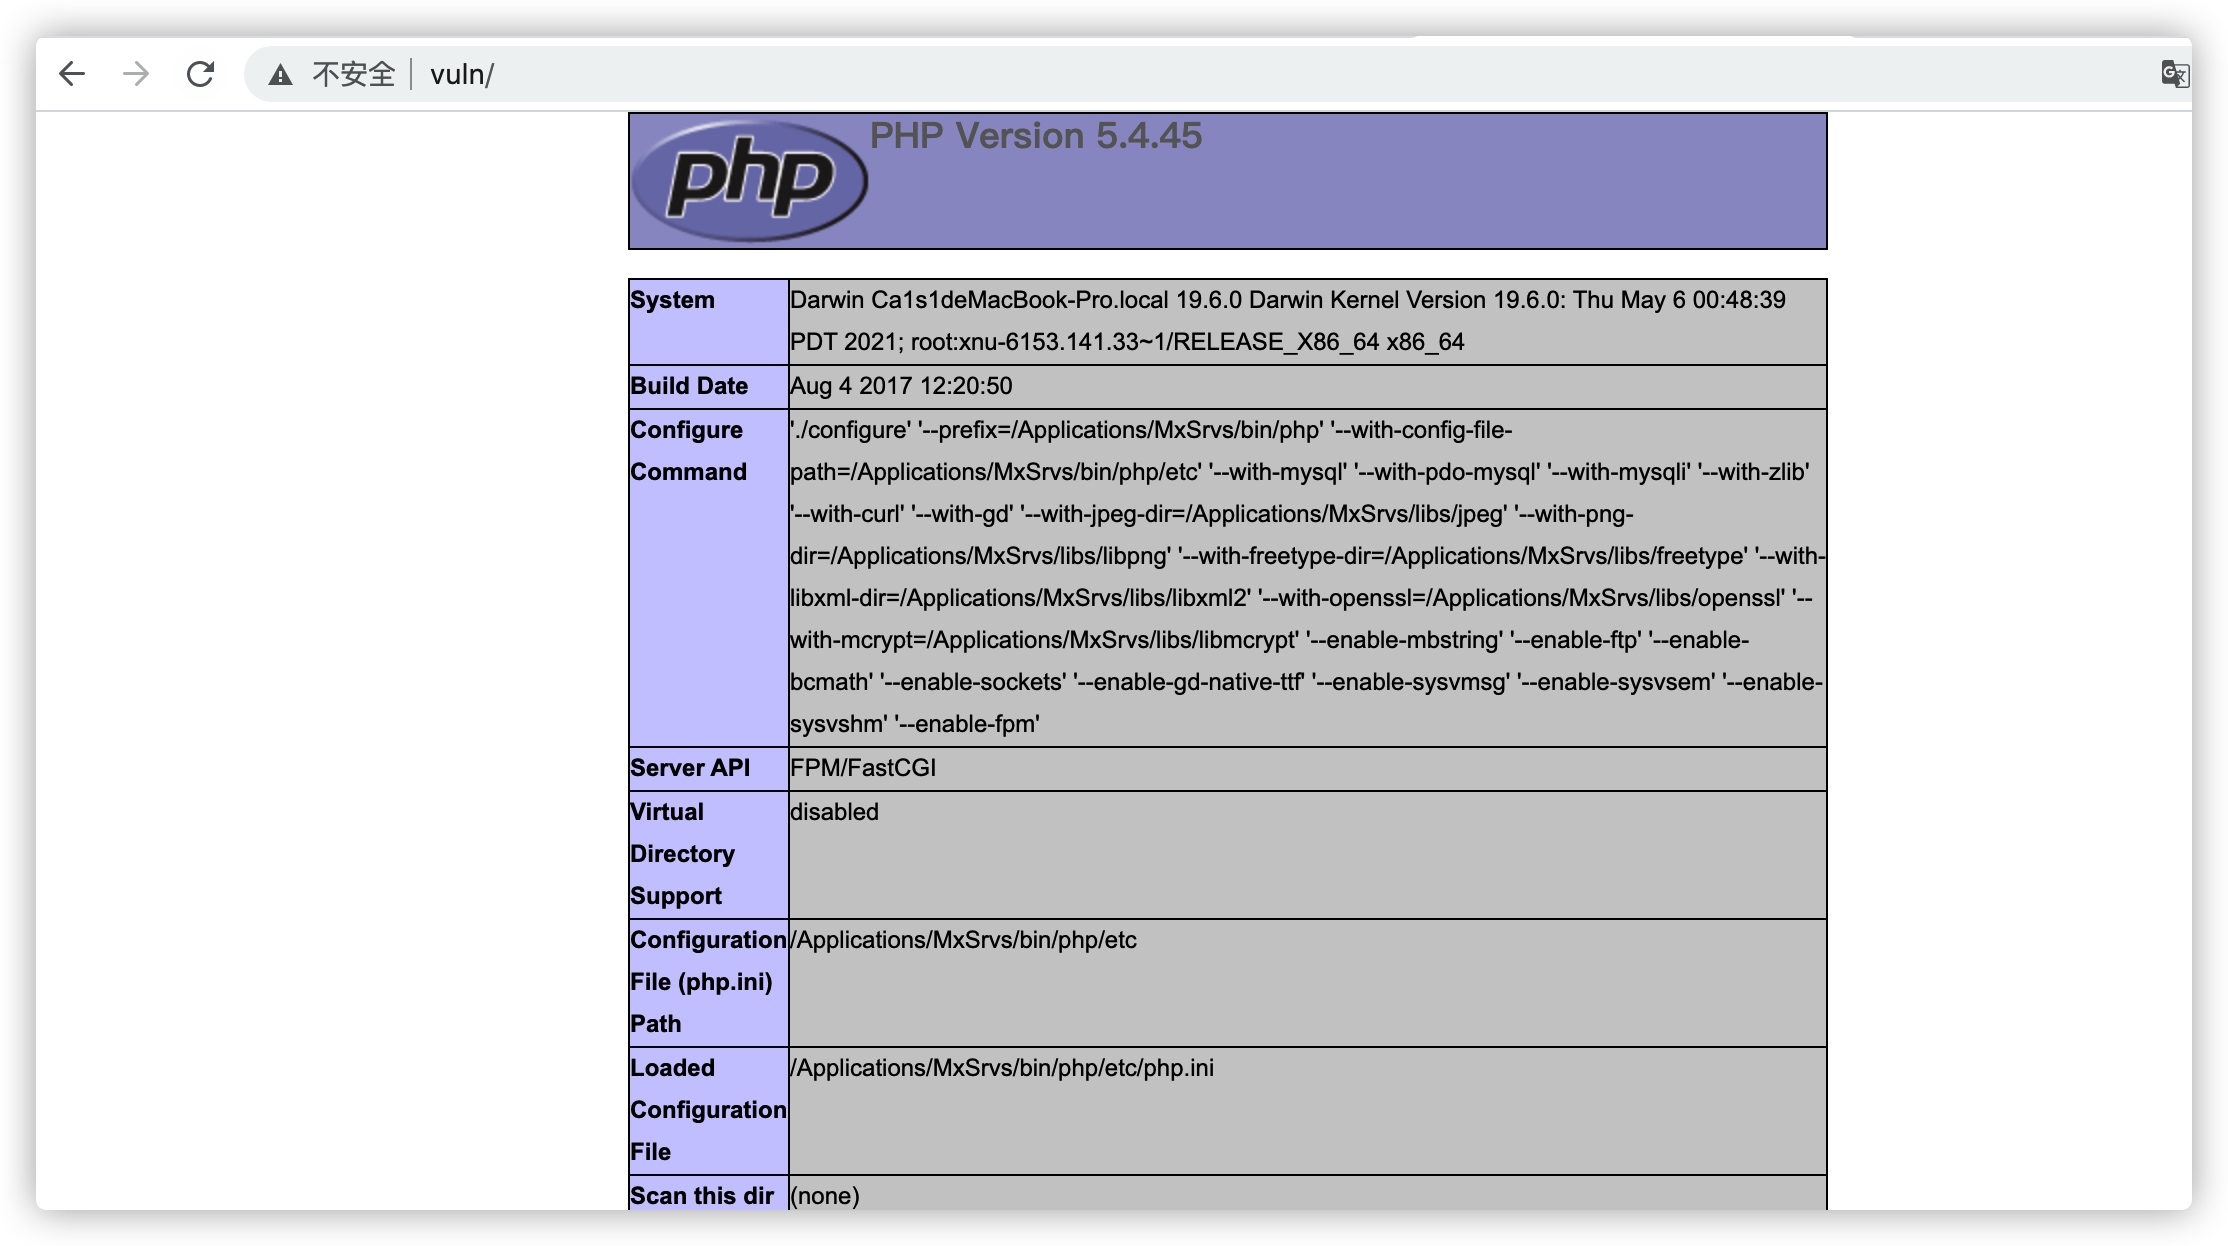 不安全 vuln/
php PHP Version 5.4.45
System Darwin Ca1s1deMacBook-Pro.local 19.6.0 Darwin Kernel Version 19.6.0: Thu May 6 00:48:39
PDT 2021; root:xnu-6153.141.33~1/RELEASE_X86_64 x86_64
Build Date Aug 4 2017 12:20:50
Configure './configure' '--prefix=/Applications/MxSrvs/bin/php' '--with-config-file-
Command path=/Applications/MxSrvs/bin/php/etc' '--with-mysql' '--with-pdo-mysql' '--with-mysqli' '--with-zlib'
'--with-curl' '--with-gd' '--with-jpeg-dir=/Applications/MxSrvs/libs/jpeg' '--with-png-
dir=/Applications/MxSrvs/libs/libpng' '--with-freetype-dir=/Applications/MxSrvs/libs/freetype' '--with-
libxml-dir=/Applications/MxSrvs/libs/libxml2' '--with-openssl=/Applications/MxSrvs/libs/openssl' '--
with-mcrypt=/Applications/MxSrvs/libs/libmcrypt' '--enable-mbstring' '--enable-ftp' '--enable-
bcmath' '--enable-sockets' '--enable-gd-native-ttf' '--enable-sysvmsg' '--enable-sysvsem' '--enable-
sysvshm' '--enable-fpm'
Server API FPM/FastCGI
Virtual disabled
Directory
Support
Configuration /Applications/MxSrvs/bin/php/etc
File (php.ini)
Path
Loaded /Applications/MxSrvs/bin/php/etc/php.ini
Configuration
File
Scan this dir (none)